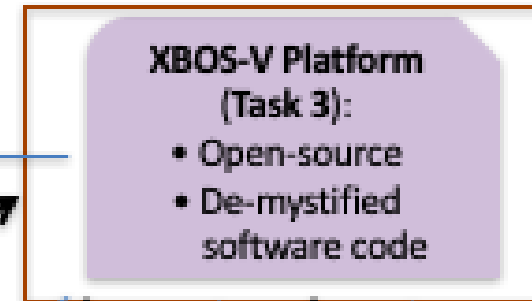 XBOS-V Platform
(Task 3):
• Open-source
• De-mystified
software code